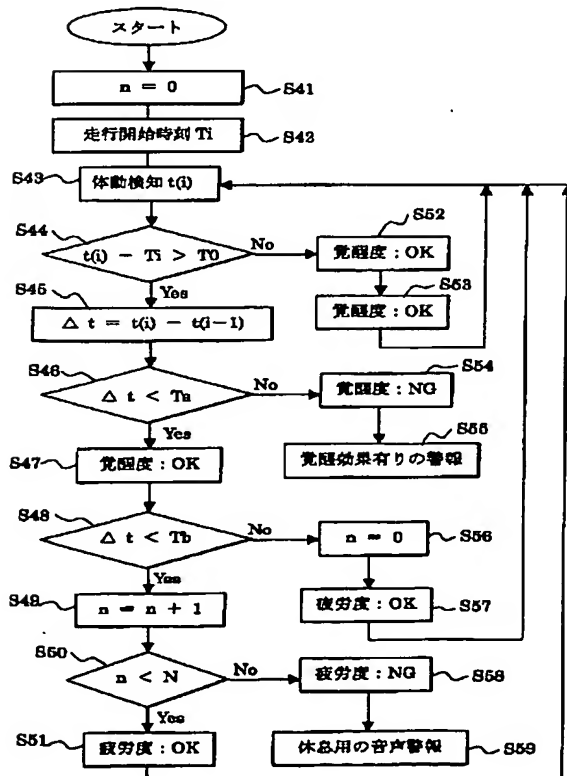 スタート
n = 0
S41
走行開始時刻 Ti
S42
S43
体動検知 t(i)
S44
t(i) - Ti > T0
No
S52
覚醒度：OK
S53
覚醒度：OK
Yes
S45
△ t = t(i) - t(i-1)
S46
△ t < Ta
No
S54
覚醒度：NG
S55
覚醒効果有りの警報
Yes
S47
覚醒度：OK
S48
△ t < Tb
No
n = 0
S56
疲労度：OK
S57
Yes
S49
n = n + 1
S50
n < N
No
疲労度：NG
S58
休息用の音声警報
S59
Yes
S51
疲労度：OK